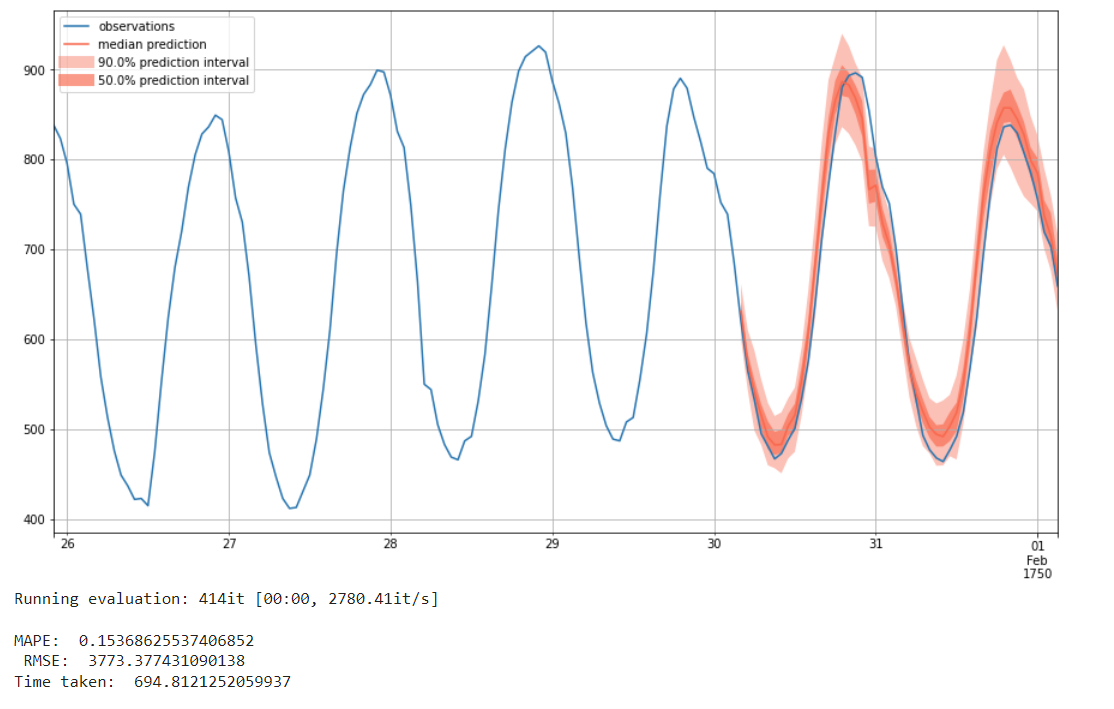 observations
median prediction
90.0% prediction interval
50.0% prediction interval
900
800
700
600
500
400
26 27 28 29 30 31 01
Feb
1750
Running evaluation: 414it [00:00, 2780.41it/s]
MAPE: 0.15368625537406852
RMSE: 3773.377431090138
Time taken: 694.8121252059937